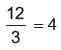 12/3 = 4